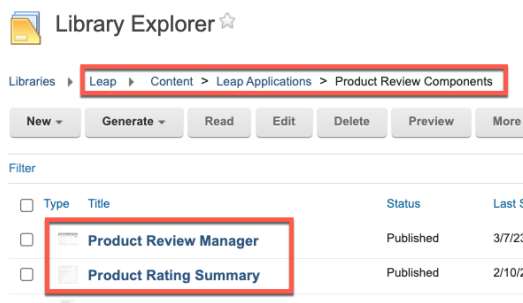 Library Explorer
Libraries Leap Content > Leap Applications > Product Review Components
New Generate Read Edit Delete Preview More
Filter
Type Title Status Last
Product Review Manager Published 3/7/23
Product Rating Summary Published 2/10/